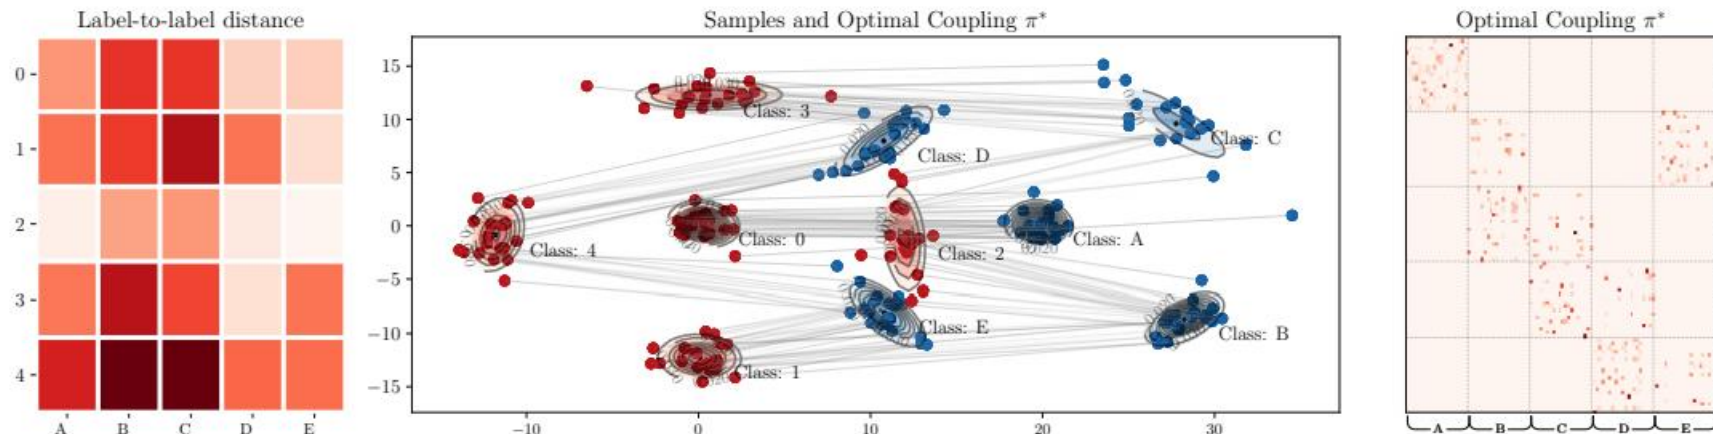 Label-to-label distance
0
1
2
3
4
A B C D E
Samples and Optimal Coupling π*
15
10
5
0
−5
−10
−15
−10 0 10 20 30
Class: 3
Class: D
Class: C
Class: 4
Class: 0
Class: 2
Class: A
Class: E
Class: B
Class: 1
Optimal Coupling π*
A B C D E